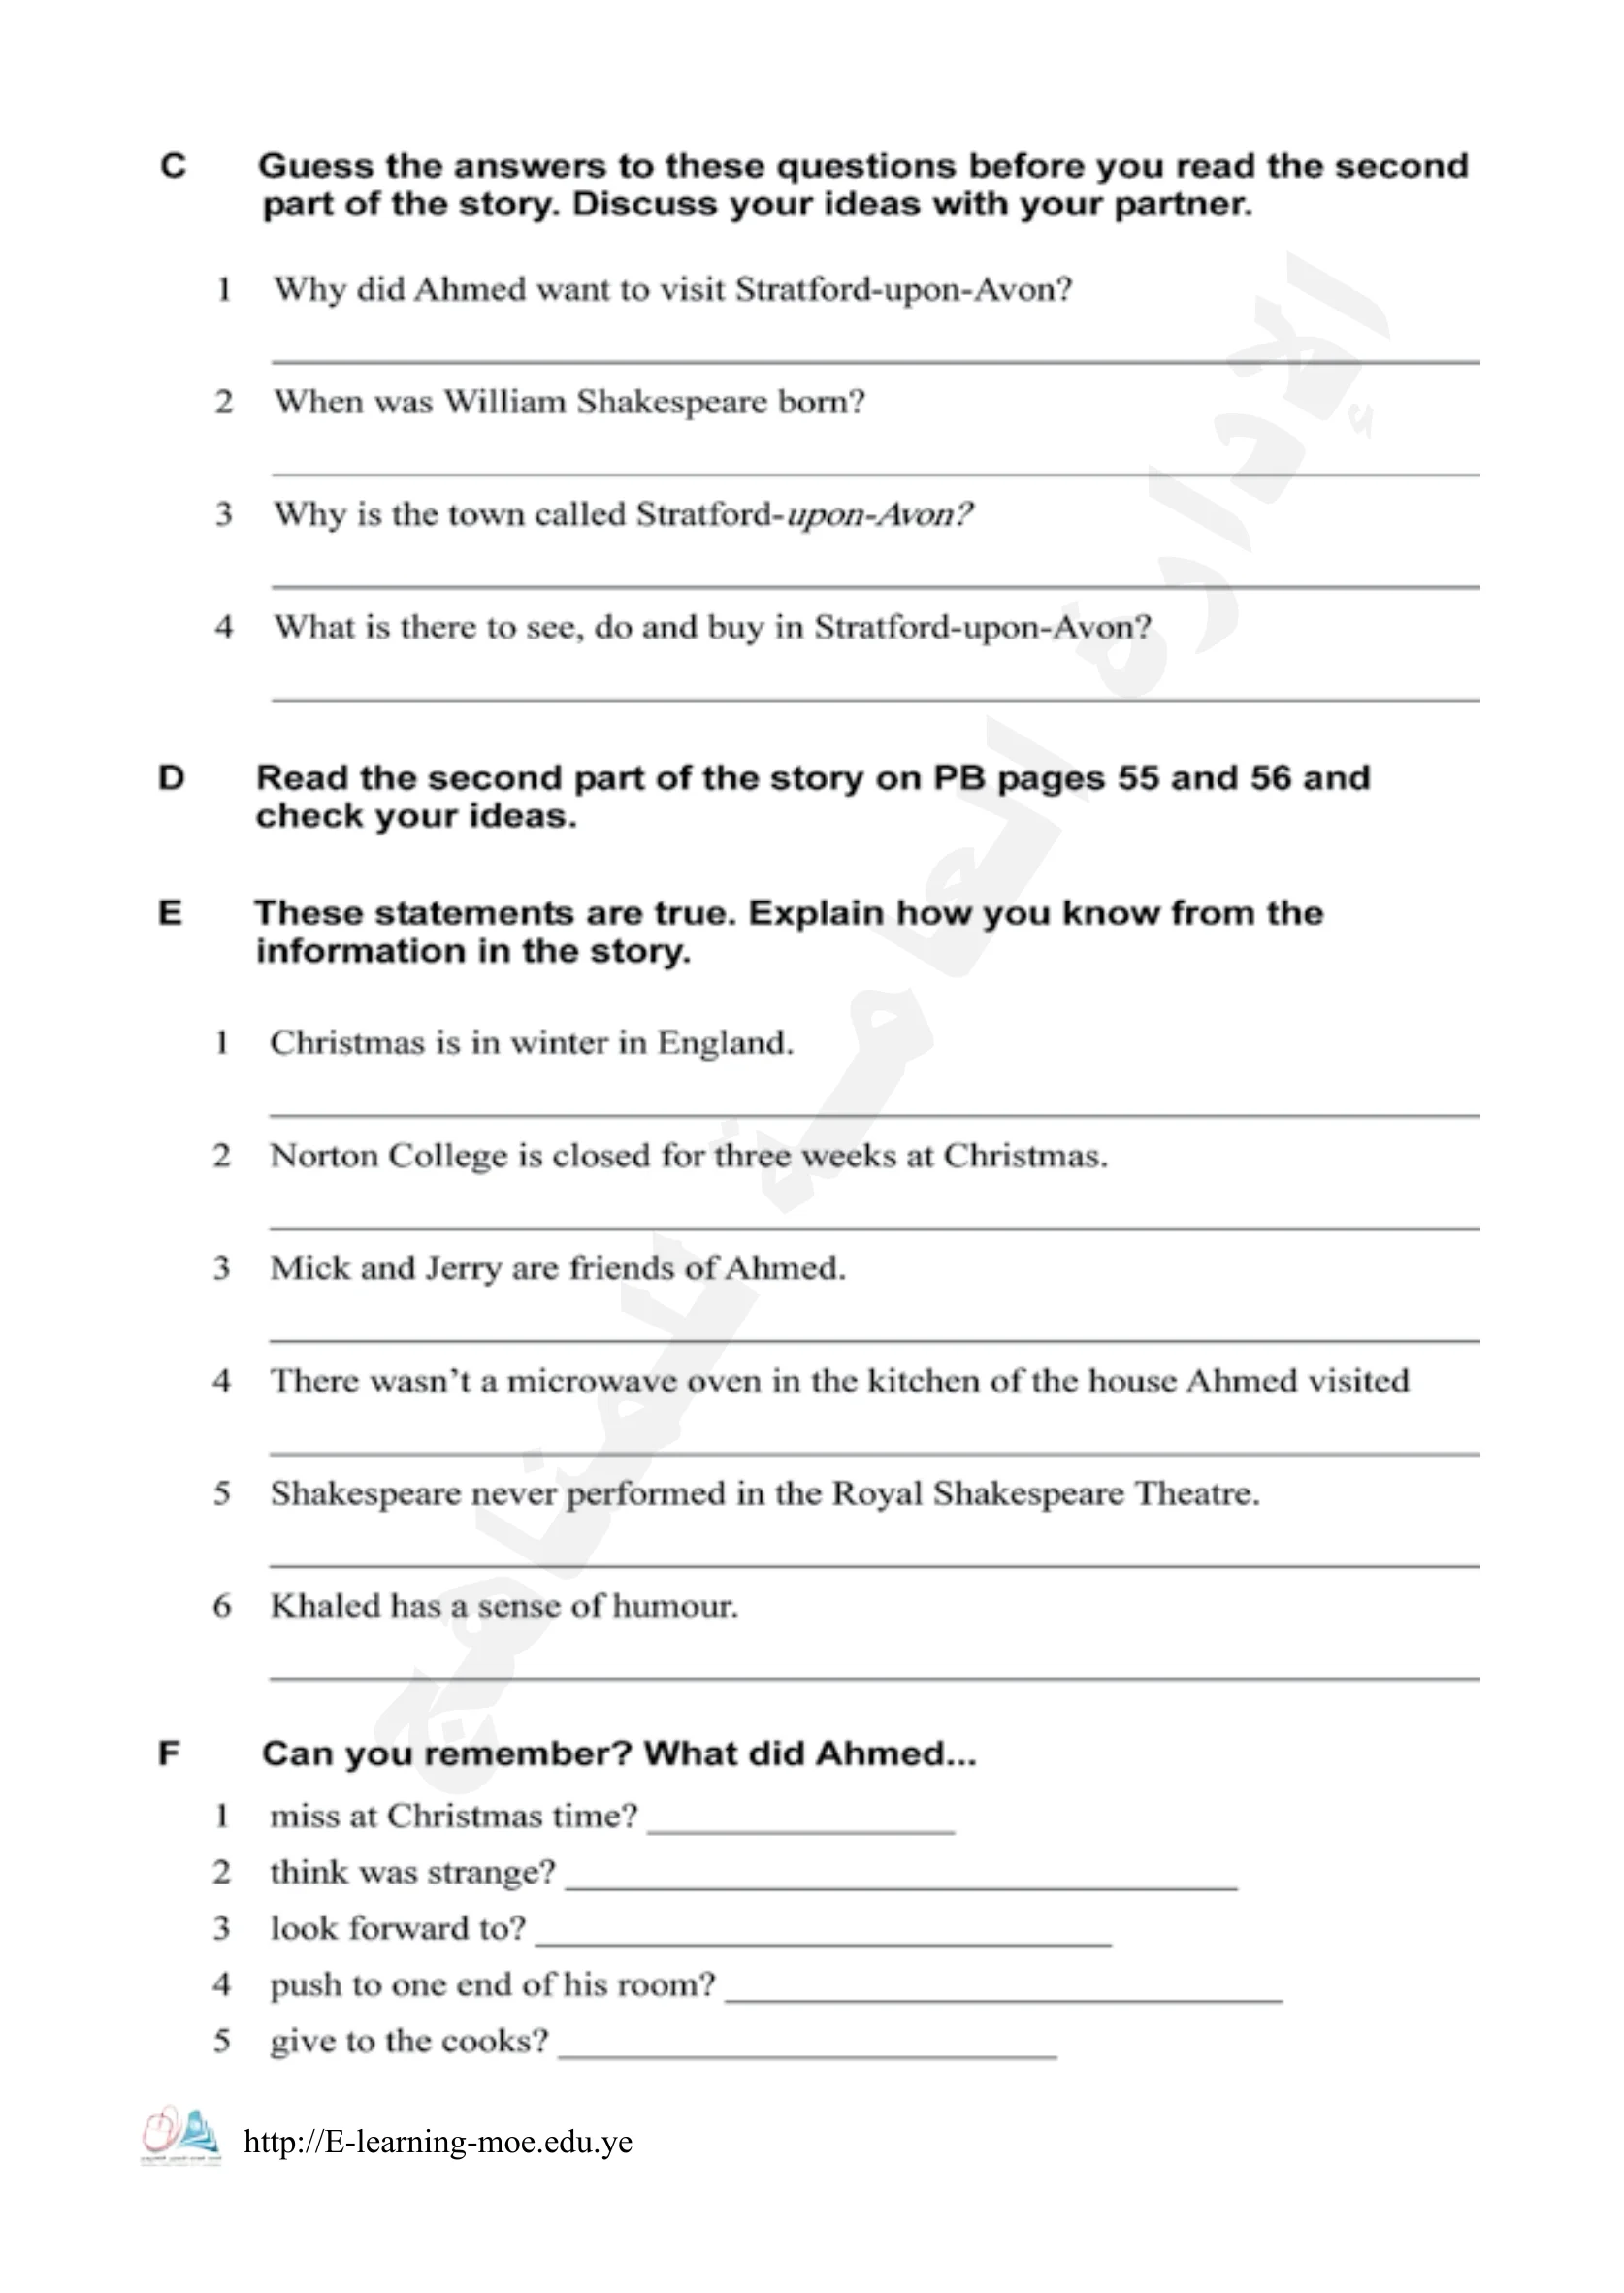 C Guess the answers to these questions before you read the second
part of the story. Discuss your ideas with your partner.
1 Why did Ahmed want to visit Stratford-upon-Avon?
2 When was William Shakespeare born?
3 Why is the town called Stratford-upon-Avon?
4 What is there to see, do and buy in Stratford-upon-Avon?
D Read the second part of the story on PB pages 55 and 56 and
check your ideas.
E These statements are true. Explain how you know from the
information in the story.
1 Christmas is in winter in England.
2 Norton College is closed for three weeks at Christmas.
3 Mick and Jerry are friends of Ahmed.
4 There wasn't a microwave oven in the kitchen of the house Ahmed visited
5 Shakespeare never performed in the Royal Shakespeare Theatre.
6 Khaled has a sense of humour.
F Can you remember? What did Ahmed...
1 miss at Christmas time?
2 think was strange?
3 look forward to?
4 push to one end of his room?
5 give to the cooks?
http://E-learning-moe.edu.ye
الإدارة العامة للمناهج